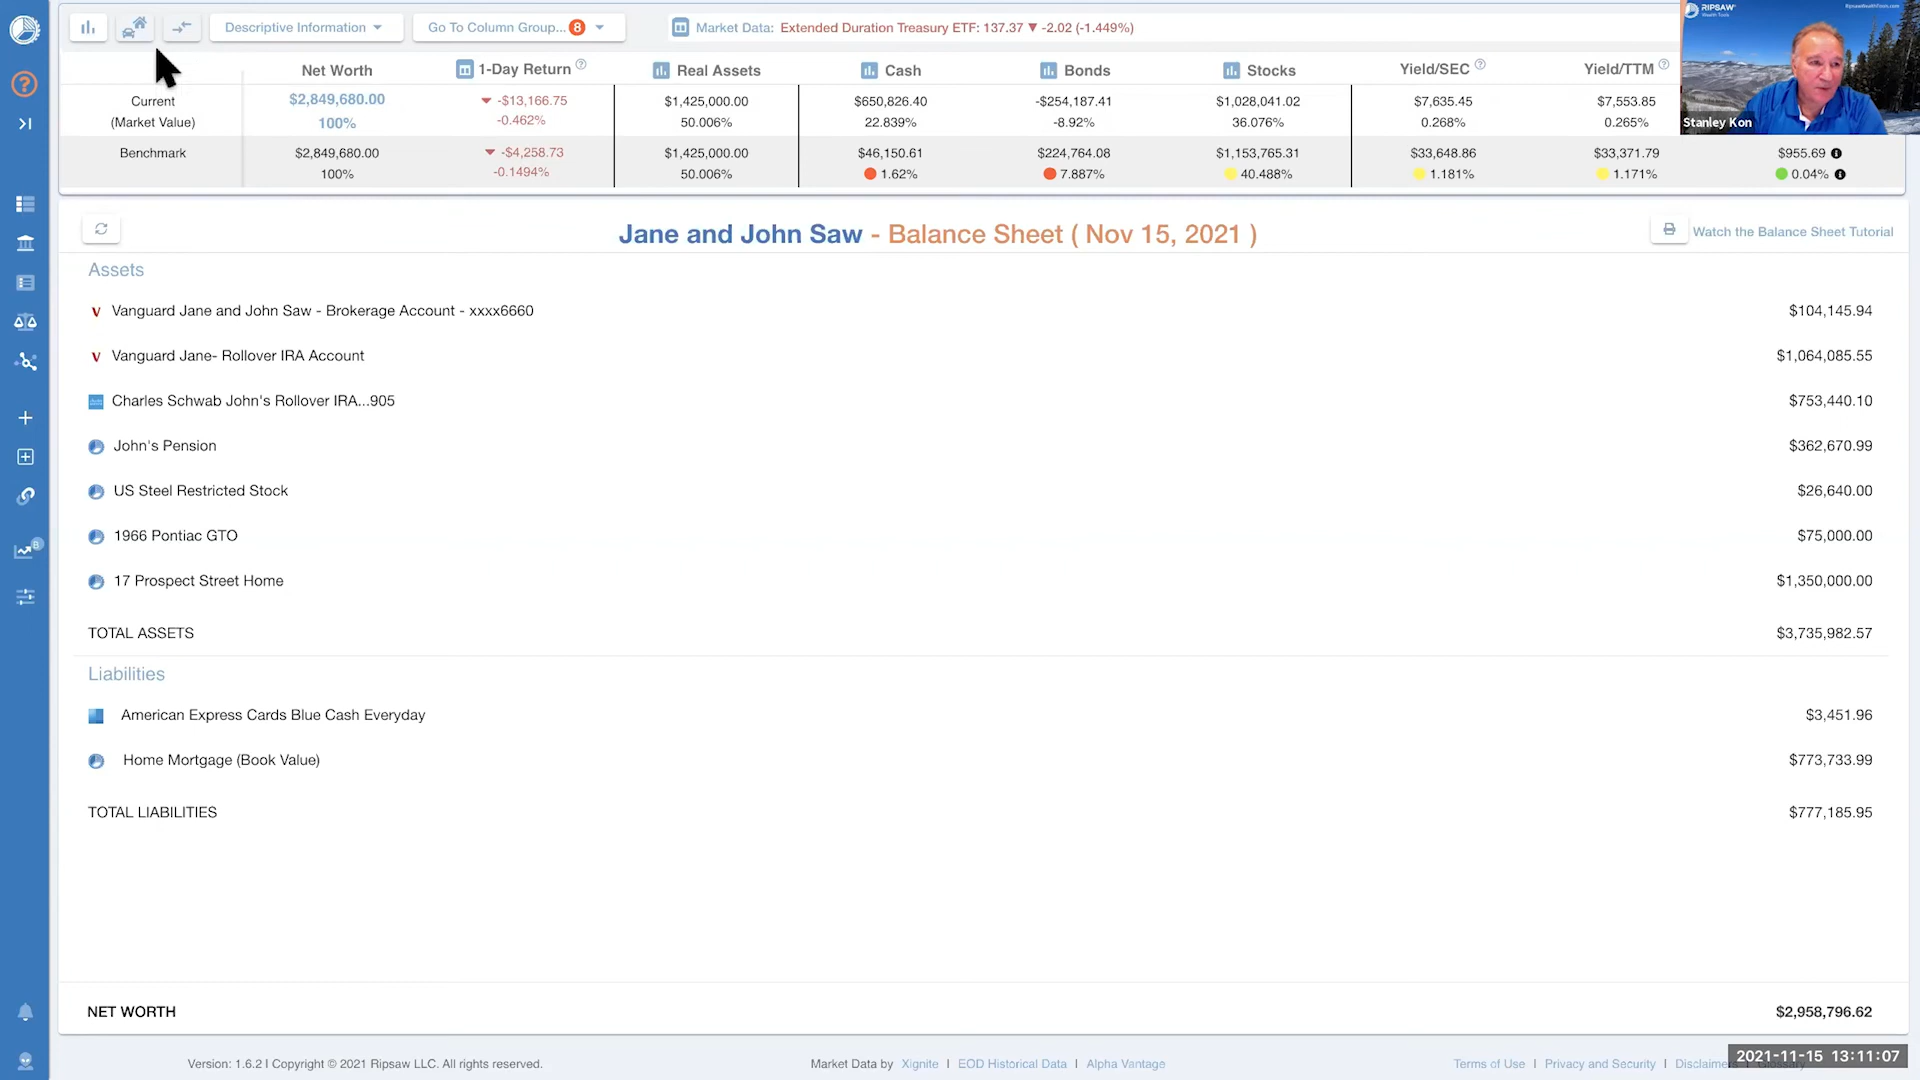 Descriptive Information
Go To Column Group... 8
Market Data: Extended Duration Treasury ETF: 137.37 ▼ -2.02 (-1.449%)
RIPSAW
Wealth Tools
RipsawWealthTools.com
Stanley Kon
Net Worth 1-Day Return ? Real Assets Cash Bonds Stocks Yield/SEC ? Yield/TTM ?
Current $2,849,680.00 -$13,166.75 $1,425,000.00 $650,826.40 -$254,187.41 $1,028,041.02 $7,635.45 $7,553.85
(Market Value) 100% -0.462% 50.006% 22.839% -8.92% 36.076% 0.268% 0.265%
Benchmark $2,849,680.00 -$4,258.73 $1,425,000.00 $46,150.61 $224,764.08 $1,153,765.31 $33,648.86 $33,371.79 $955.69
100% -0.1494% 50.006% 1.62% 7.887% 40.488% 1.181% 1.171% 0.04%
Jane and John Saw - Balance Sheet ( Nov 15, 2021 )
Watch the Balance Sheet Tutorial
Assets
Vanguard Jane and John Saw - Brokerage Account - xxxx6660 $104,145.94
Vanguard Jane- Rollover IRA Account $1,064,085.55
Charles Schwab John's Rollover IRA...905 $753,440.10
John's Pension $362,670.99
US Steel Restricted Stock $26,640.00
1966 Pontiac GTO $75,000.00
17 Prospect Street Home $1,350,000.00
TOTAL ASSETS $3,735,982.57
Liabilities
American Express Cards Blue Cash Everyday $3,451.96
Home Mortgage (Book Value) $773,733.99
TOTAL LIABILITIES $777,185.95
NET WORTH $2,958,796.62
Version: 1.6.2 | Copyright © 2021 Ripsaw LLC. All rights reserved.
Market Data by Xignite | EOD Historical Data | Alpha Vantage
Terms of Use | Privacy and Security |
2021-11-15 13:11:07